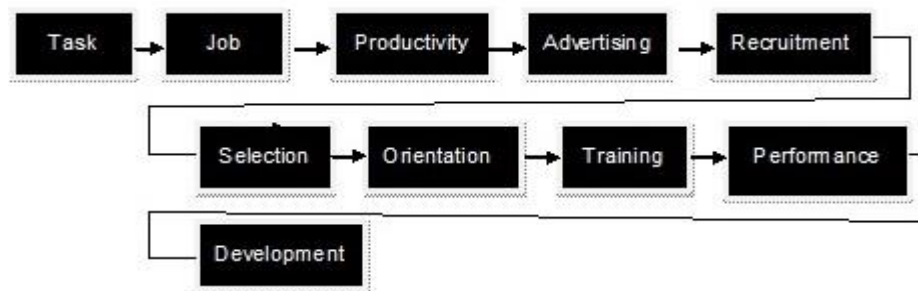 Task Job Productivity Advertising Recruitment
Selection Orientation Training Performance
Development